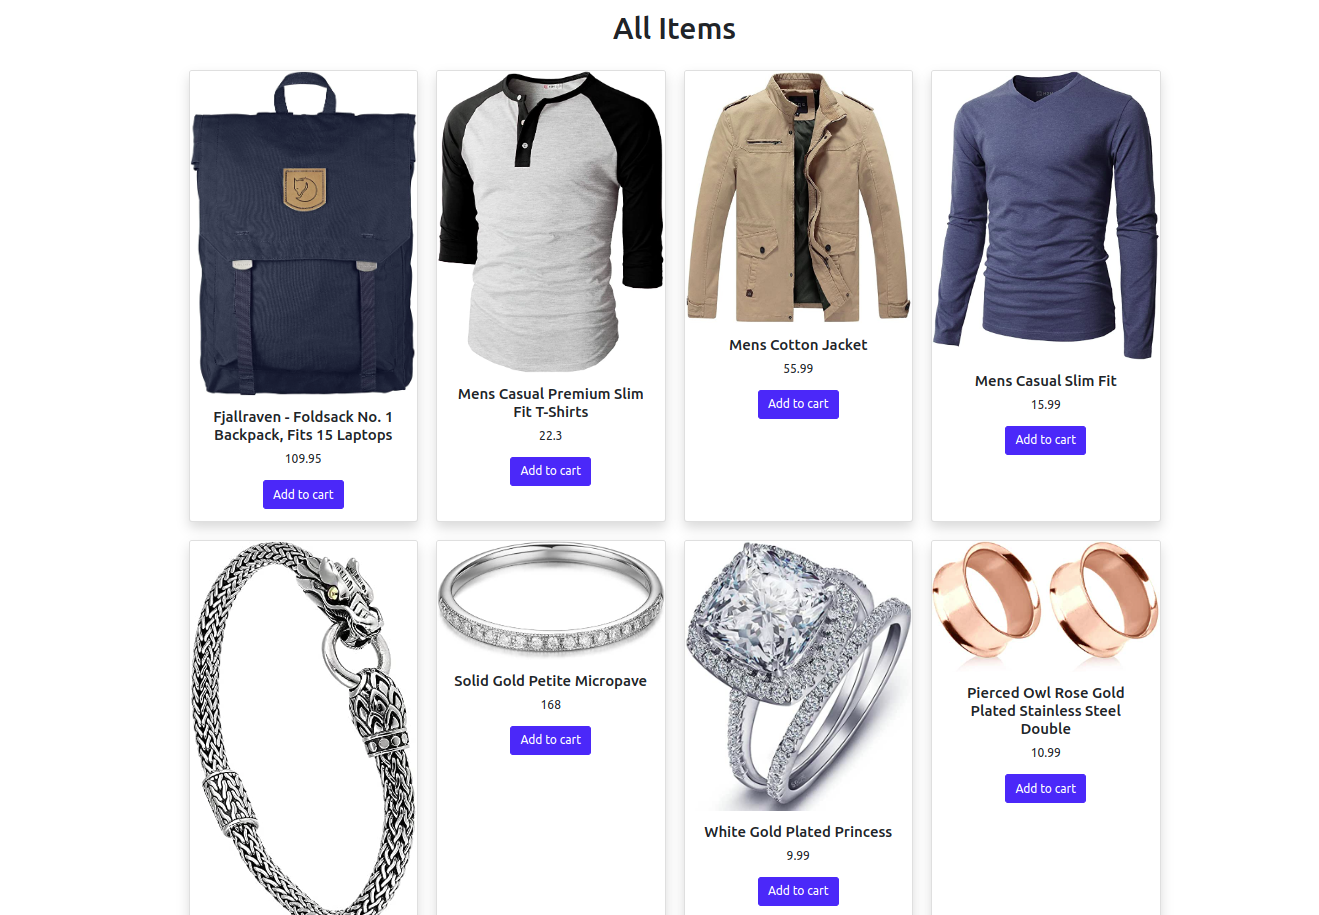 All Items
Fjallraven - Foldsack No. 1
Backpack, Fits 15 Laptops
109.95
Add to cart
Mens Casual Premium Slim
Fit T-Shirts
22.3
Add to cart
Mens Cotton Jacket
55.99
Add to cart
Mens Casual Slim Fit
15.99
Add to cart
Solid Gold Petite Micropave
168
Add to cart
White Gold Plated Princess
9.99
Add to cart
Pierced Owl Rose Gold
Plated Stainless Steel
Double
10.99
Add to cart